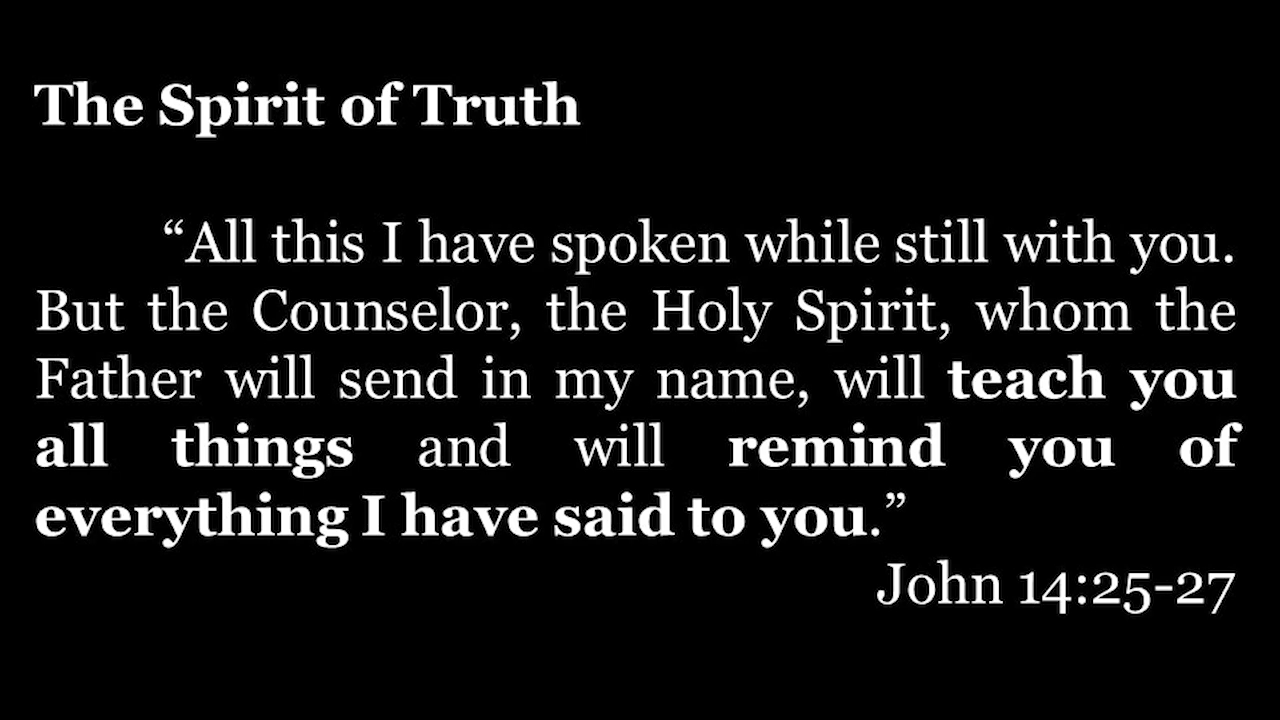 The Spirit of Truth
“All this I have spoken while still with you.
But the Counselor, the Holy Spirit, whom the
Father will send in my name, will teach you
all things and will remind you of
everything I have said to you.”
John 14:25-27